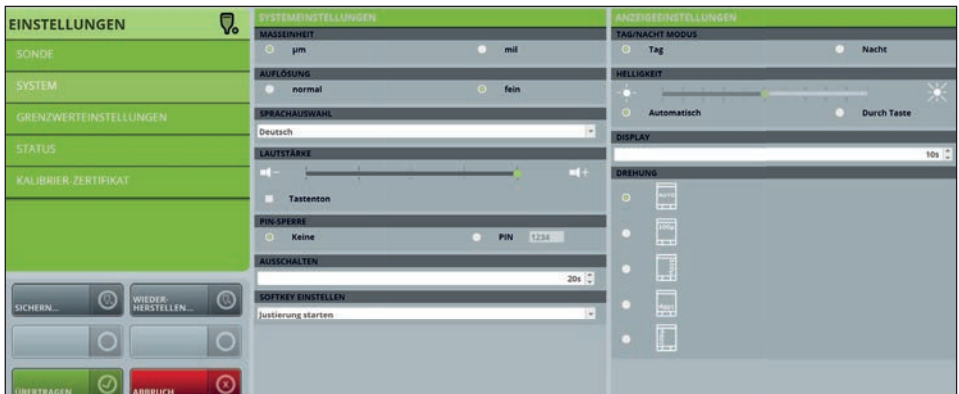 EINSTELLUNGEN
SONDE
SYSTEM
GRENZWERTEINSTELLUNGEN
STATUS
KALIBRIER-ZERTIFIKAT
SICHERN...
WIEDER-
HERSTELLEN...
ÜBERTRAGEN
ABBRUCH
SYSTEMEINSTELLUNGEN
MASSEINHEIT
µm mil
AUFLÖSUNG
normal fein
SPRACHAUSWAHL
Deutsch
LAUTSTÄRKE
Tastenton
PIN-SPERRE
Keine PIN 1234
AUSSCHALTEN
20s
SOFTKEY EINSTELLEN
Justierung starten
ANZEIGEEINSTELLUNGEN
TAG/NACHT MODUS
Tag Nacht
HELLIGKEIT
Automatisch Durch Taste
DISPLAY
10s
DREHUNG
AUTO
100µ